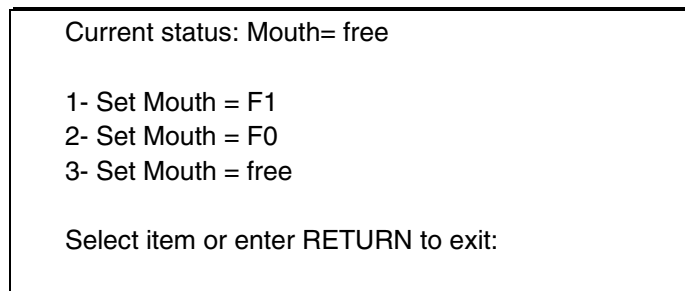 Current status: Mouth= free
1- Set Mouth = F1
2- Set Mouth = F0
3- Set Mouth = free
Select item or enter RETURN to exit: